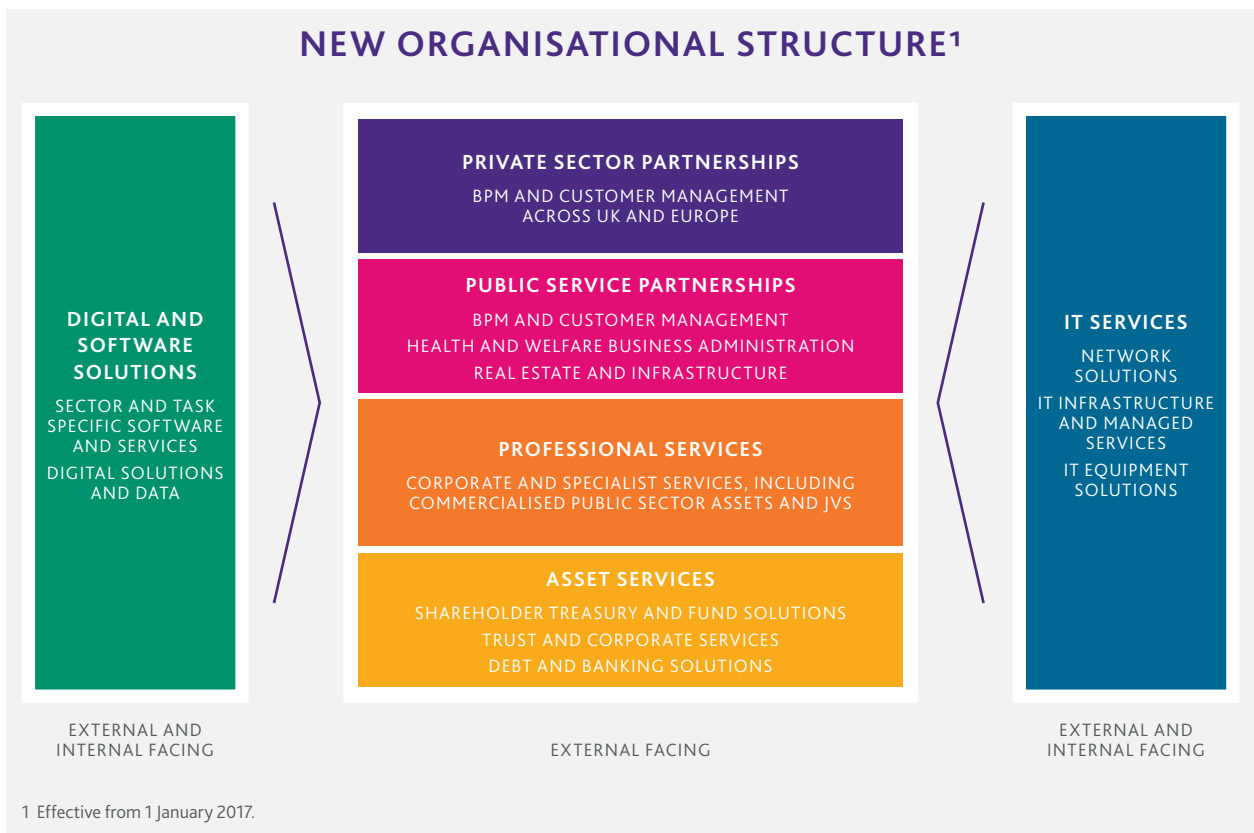 NEW ORGANISATIONAL STRUCTURE¹
DIGITAL AND
SOFTWARE
SOLUTIONS
SECTOR AND TASK
SPECIFIC SOFTWARE
AND SERVICES
DIGITAL SOLUTIONS
AND DATA
EXTERNAL AND
INTERNAL FACING
PRIVATE SECTOR PARTNERSHIPS
BPM AND CUSTOMER MANAGEMENT
ACROSS UK AND EUROPE
PUBLIC SERVICE PARTNERSHIPS
BPM AND CUSTOMER MANAGEMENT
HEALTH AND WELFARE BUSINESS ADMINISTRATION
REAL ESTATE AND INFRASTRUCTURE
PROFESSIONAL SERVICES
CORPORATE AND SPECIALIST SERVICES, INCLUDING
COMMERCIALISED PUBLIC SECTOR ASSETS AND JVS
ASSET SERVICES
SHAREHOLDER TREASURY AND FUND SOLUTIONS
TRUST AND CORPORATE SERVICES
DEBT AND BANKING SOLUTIONS
EXTERNAL FACING
IT SERVICES
NETWORK
SOLUTIONS
IT INFRASTRUCTURE
AND MANAGED
SERVICES
IT EQUIPMENT
SOLUTIONS
EXTERNAL AND
INTERNAL FACING
1 Effective from 1 January 2017.